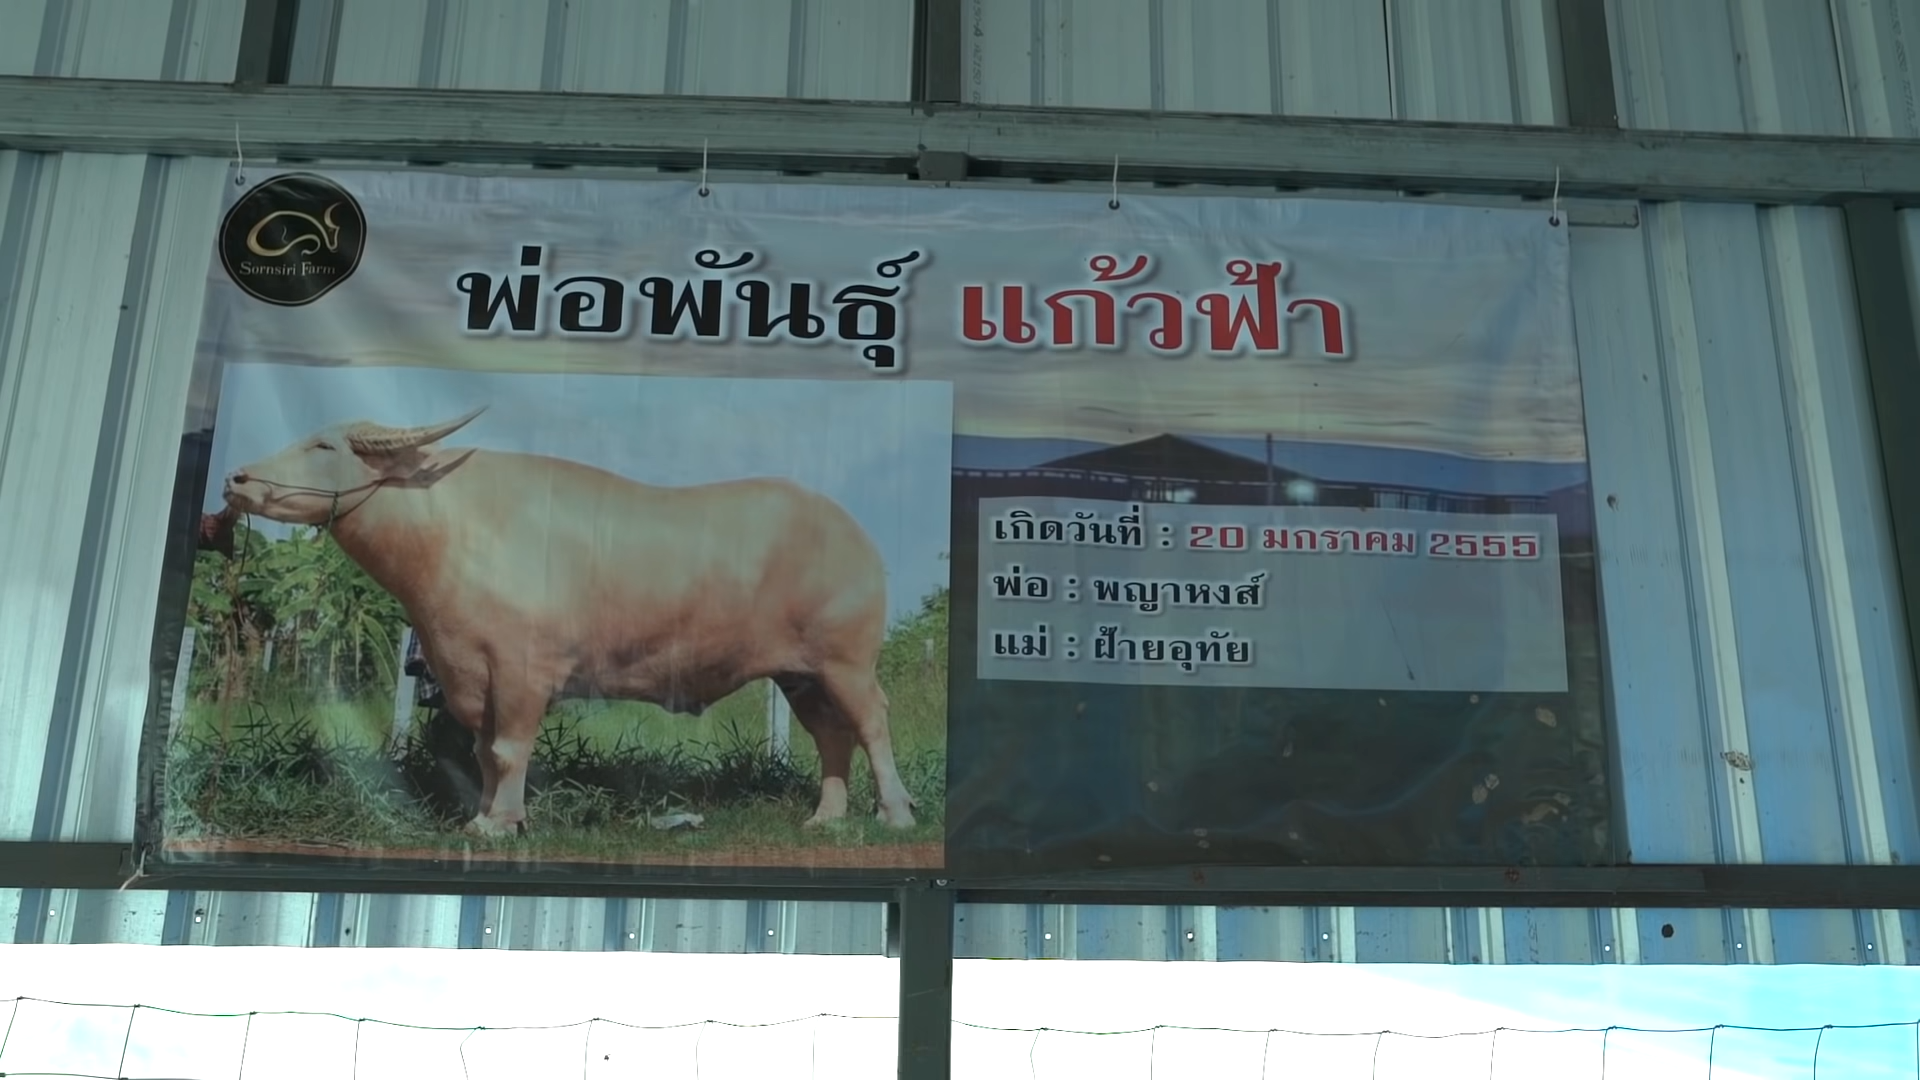 Sornsiri Farm
พ่อพันธุ์ แก้วฟ้า
เกิดวันที่ : 20 มกราคม 2555
พ่อ : พญาหงส์
แม่ : ฝ้ายอุทัย